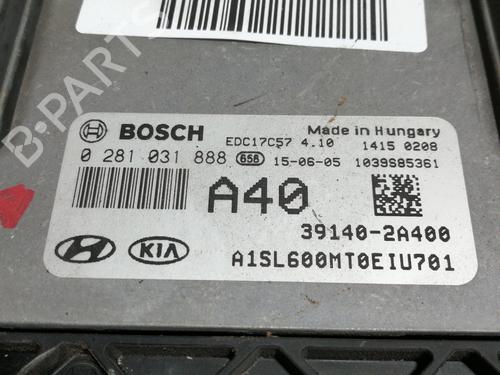 B-PARTS
BOSCH EDC17C57 4.10 Made in Hungary
1415 0208
0 281 031 888 658 15-06-05 1039S85361
A40
39140-2A400
KIA
A1SL600MT0EIU701